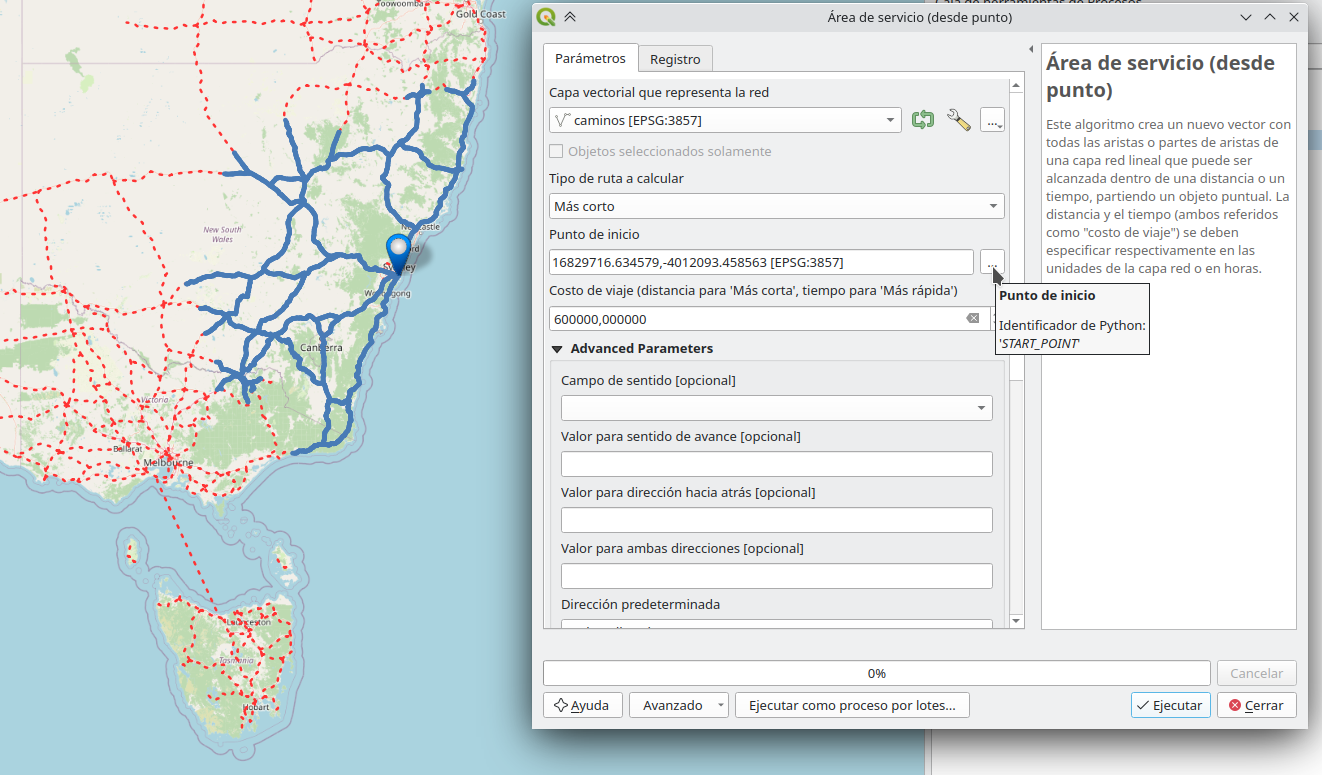 Toowoomba
Gold Coast
New South
Wales
Newcastle
Sydney
Wollongong
Canberra
Victoria
Ballarat
Melbourne
Launceston
Tasmania
Hobart
Caja de herramientas de Procesos
Área de servicio (desde punto)
Parámetros
Registro
Capa vectorial que representa la red
caminos [EPSG:3857]
...
Objetos seleccionados solamente
Tipo de ruta a calcular
Más corto
Punto de inicio
16829716.634579,-4012093.458563 [EPSG:3857]
...
Costo de viaje (distancia para 'Más corta', tiempo para 'Más rápida')
600000,000000
Advanced Parameters
Campo de sentido [opcional]
Valor para sentido de avance [opcional]
Valor para dirección hacia atrás [opcional]
Valor para ambas direcciones [opcional]
Dirección predeterminada
Punto de inicio
Identificador de Python:
'START_POINT'
Área de servicio (desde
punto)
Este algoritmo crea un nuevo vector con
todas las aristas o partes de aristas de
una capa red lineal que puede ser
alcanzada dentro de una distancia o un
tiempo, partiendo un objeto puntual. La
distancia y el tiempo (ambos referidos
como "costo de viaje") se deben
especificar respectivamente en las
unidades de la capa red o en horas.
0%
Cancelar
Ayuda
Avanzado
Ejecutar como proceso por lotes...
Ejecutar
Cerrar